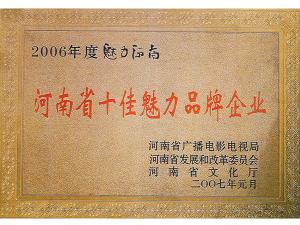 2006年度魅力河南
河南省十佳魅力品牌企业
河南省广播电影电视局
河南省发展和改革委员会
河南省文化厅
二〇〇七年元月